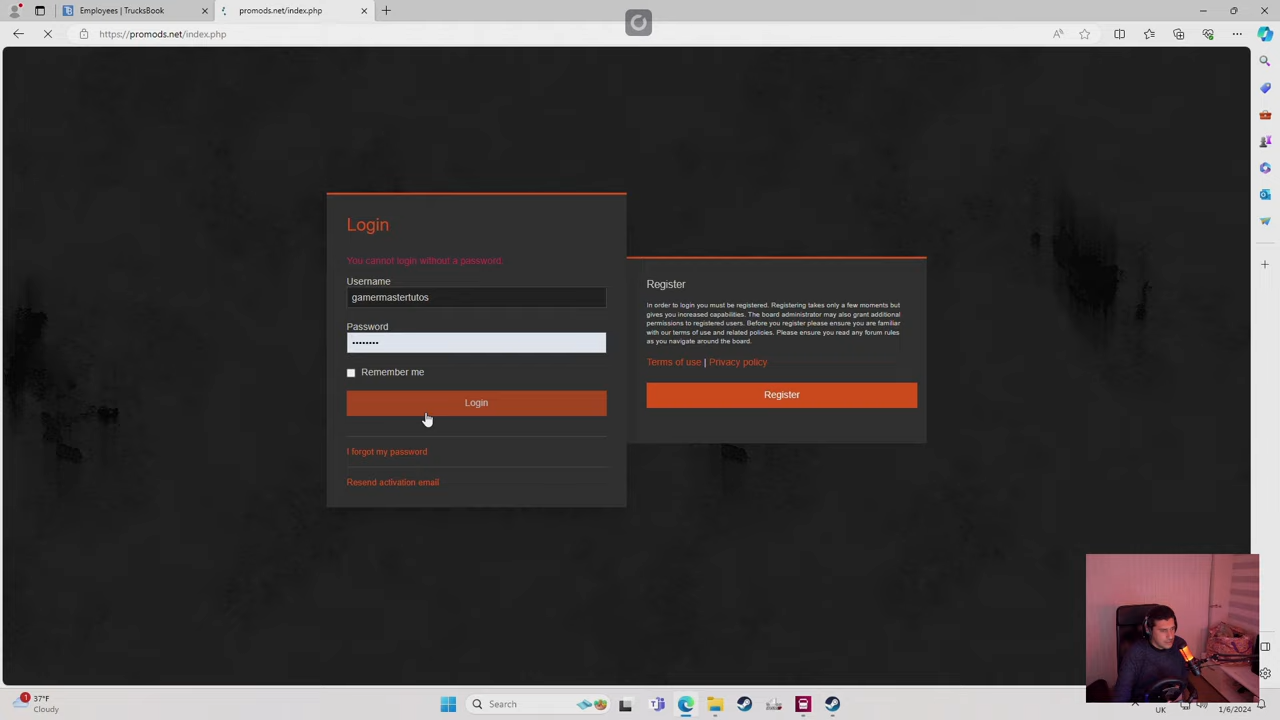 Employees | TrucksBook
promods.net/index.php
https://promods.net/index.php
Login
You cannot login without a password.
Username
gamermastertutos
Password
••••••••
Remember me
Login
I forgot my password
Resend activation email
Register
In order to login you must be registered. Registering takes only a few moments but
gives you increased capabilities. The board administrator may also grant additional
permissions to registered users. Before you register please ensure you are familiar
with our terms of use and related policies. Please ensure you read any forum rules
as you navigate around the board.
Terms of use | Privacy policy
Register
1
37°F
Cloudy
Search
UK
1/6/2024